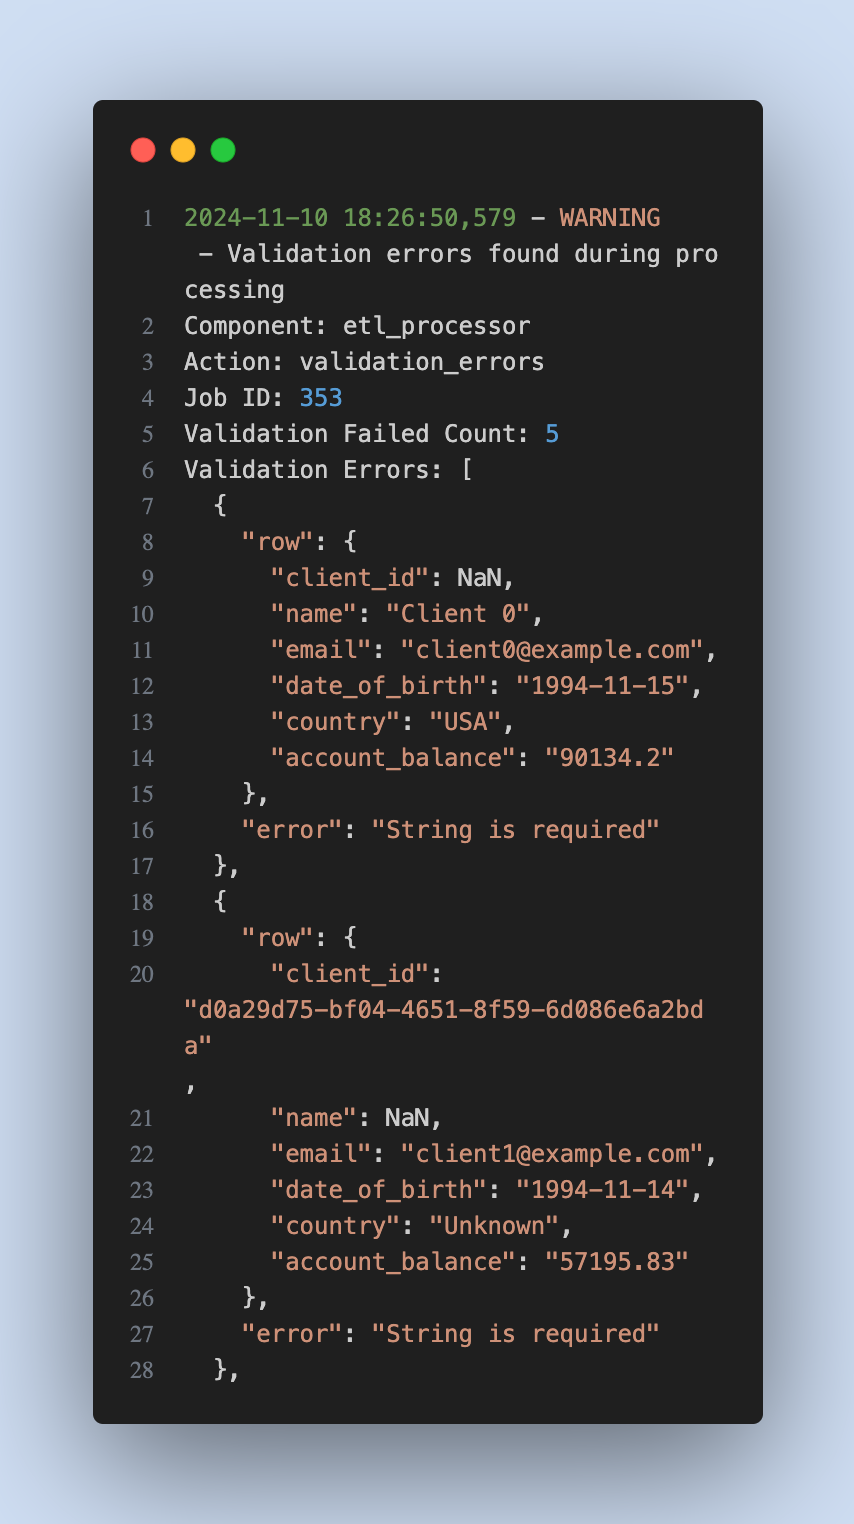 1 2024-11-10 18:26:50,579 - WARNING
 - Validation errors found during pro
cessing
2 Component: etl_processor
3 Action: validation_errors
4 Job ID: 353
5 Validation Failed Count: 5
6 Validation Errors: [
7   {
8     "row": {
9       "client_id": NaN,
10       "name": "Client 0",
11       "email": "client0@example.com",
12       "date_of_birth": "1994-11-15",
13       "country": "USA",
14       "account_balance": "90134.2"
15     },
16     "error": "String is required"
17   },
18   {
19     "row": {
20       "client_id":
"d0a29d75-bf04-4651-8f59-6d086e6a2bd
a"
,
21       "name": NaN,
22       "email": "client1@example.com",
23       "date_of_birth": "1994-11-14",
24       "country": "Unknown",
25       "account_balance": "57195.83"
26     },
27     "error": "String is required"
28   },